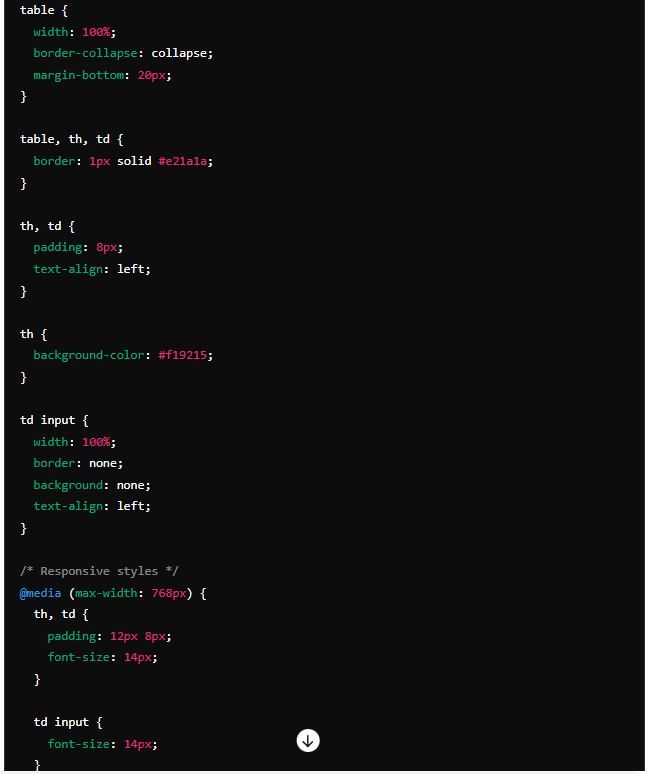 table {
  width: 100%;
  border-collapse: collapse;
  margin-bottom: 20px;
}
table, th, td {
  border: 1px solid #e21a1a;
}
th, td {
  padding: 8px;
  text-align: left;
}
th {
  background-color: #f19215;
}
td input {
  width: 100%;
  border: none;
  background: none;
  text-align: left;
}
/* Responsive styles */
@media (max-width: 768px) {
  th, td {
    padding: 12px 8px;
    font-size: 14px;
  }
  td input {
    font-size: 14px;
  }